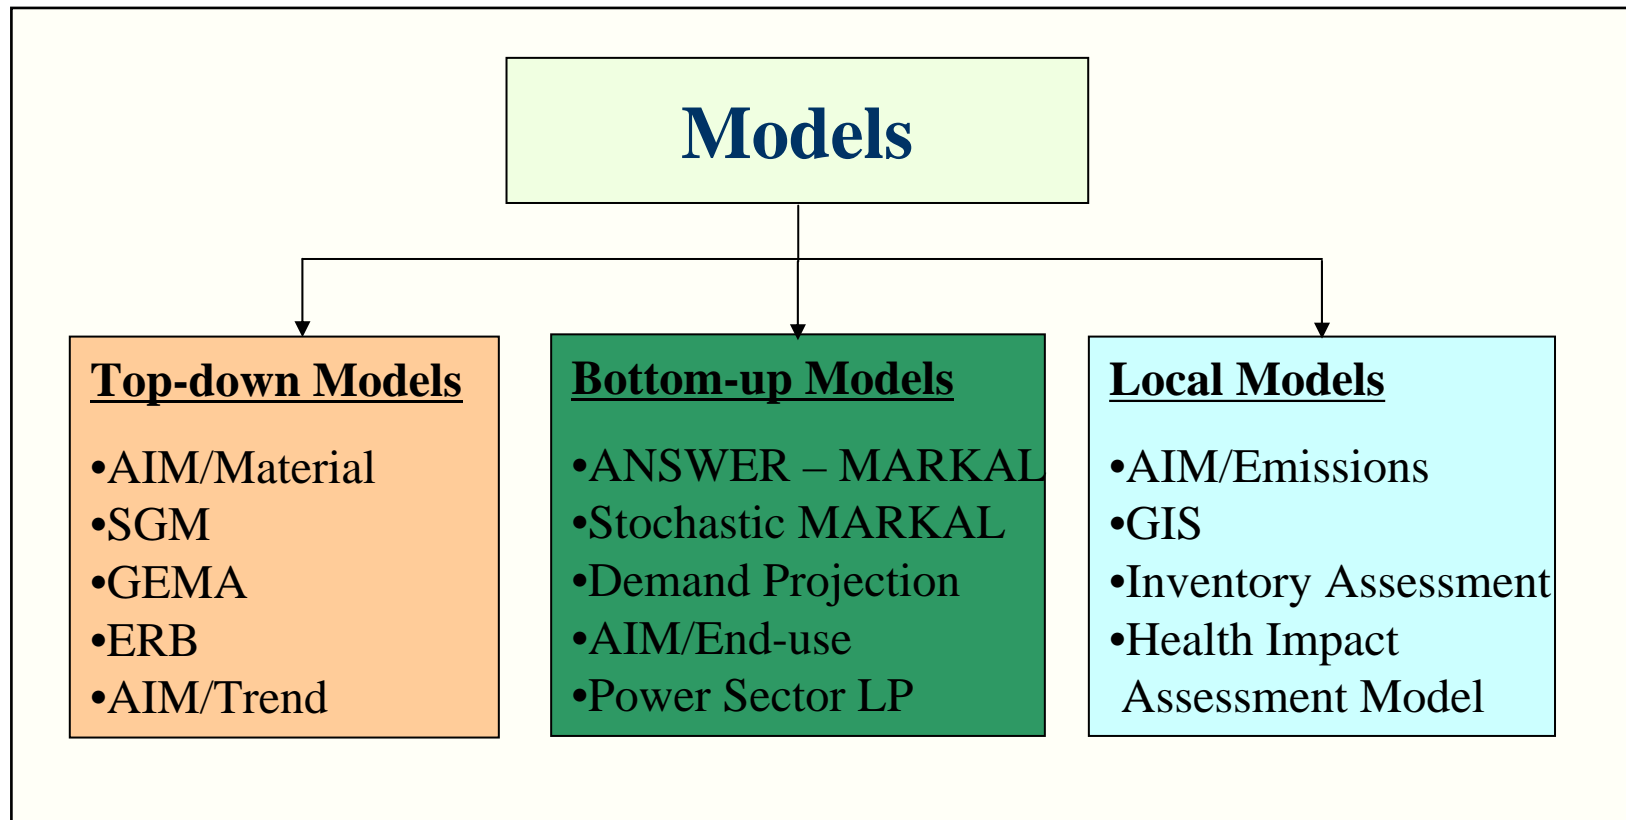 Models
Top-down Models
•AIM/Material
•SGM
•GEMA
•ERB
•AIM/Trend
Bottom-up Models
•ANSWER – MARKAL
•Stochastic MARKAL
•Demand Projection
•AIM/End-use
•Power Sector LP
Local Models
•AIM/Emissions
•GIS
•Inventory Assessment
•Health Impact
Assessment Model